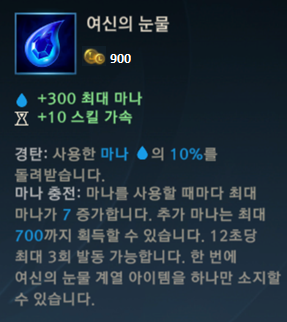 여신의 눈물
900
+300 최대 마나
+10 스킬 가속
경탄: 사용한 마나 의 10%를
돌려받습니다.
마나 충전: 마나를 사용할 때마다 최대
마나가 7 증가합니다. 추가 마나는 최대
700까지 획득할 수 있습니다. 12초당
최대 3회 발동 가능합니다. 한 번에
여신의 눈물 계열 아이템을 하나만 소지할
수 있습니다.